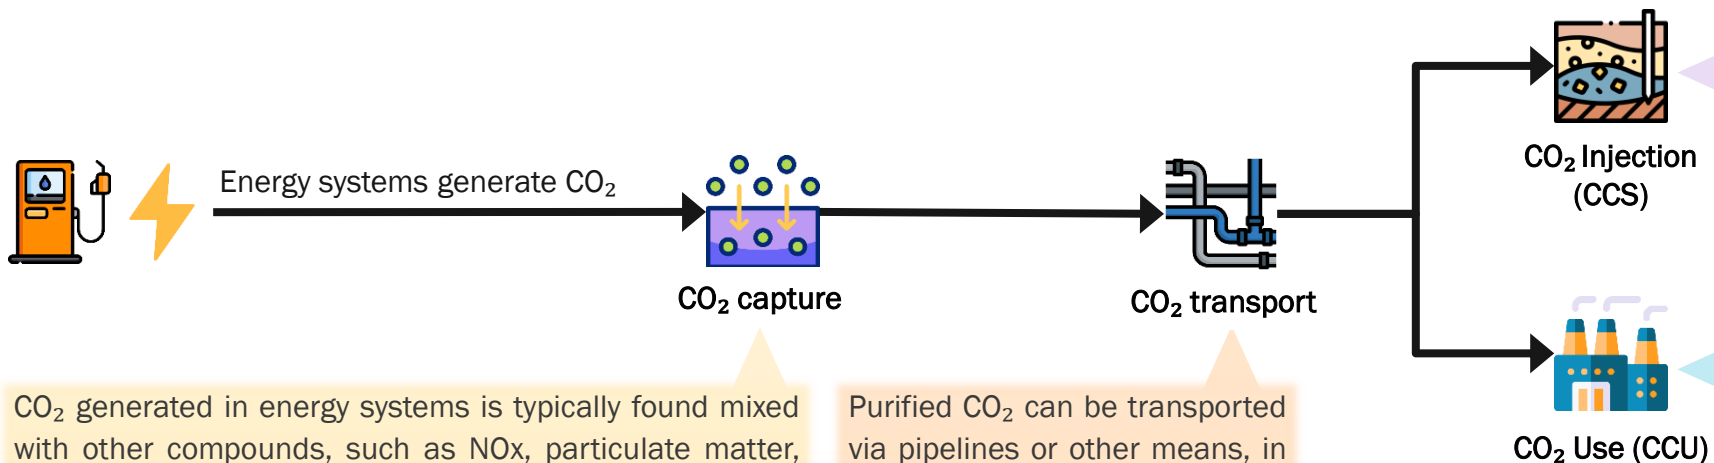 Energy systems generate CO₂
CO₂ capture
CO₂ transport
CO₂ Injection
(CCS)
CO₂ Use (CCU)
CO₂ generated in energy systems is typically found mixed
with other compounds, such as NOx, particulate matter,
Purified CO₂ can be transported
via pipelines or other means, in